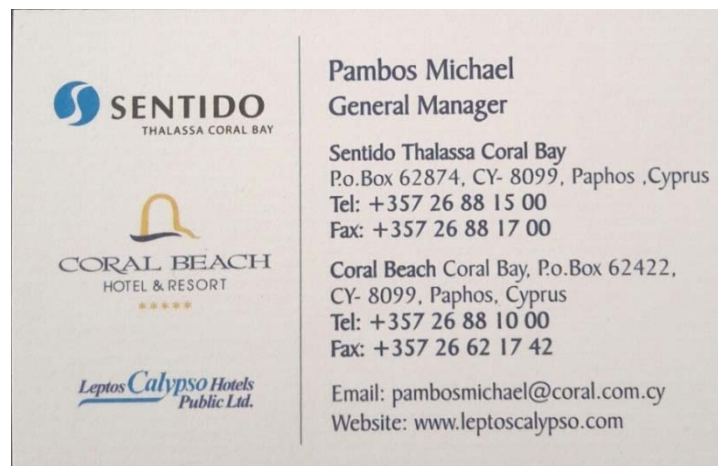 SENTIDO
THALASSA CORAL BAY
CORAL BEACH
HOTEL & RESORT
Leptos Calypso Hotels
Public Ltd.
Pambos Michael
General Manager
Sentido Thalassa Coral Bay
P.o.Box 62874, CY- 8099, Paphos ,Cyprus
Tel: +357 26 88 15 00
Fax: +357 26 88 17 00
Coral Beach Coral Bay, P.o.Box 62422,
CY- 8099, Paphos, Cyprus
Tel: +357 26 88 10 00
Fax: +357 26 62 17 42
Email: pambosmichael@coral.com.cy
Website: www.leptoscalypso.com